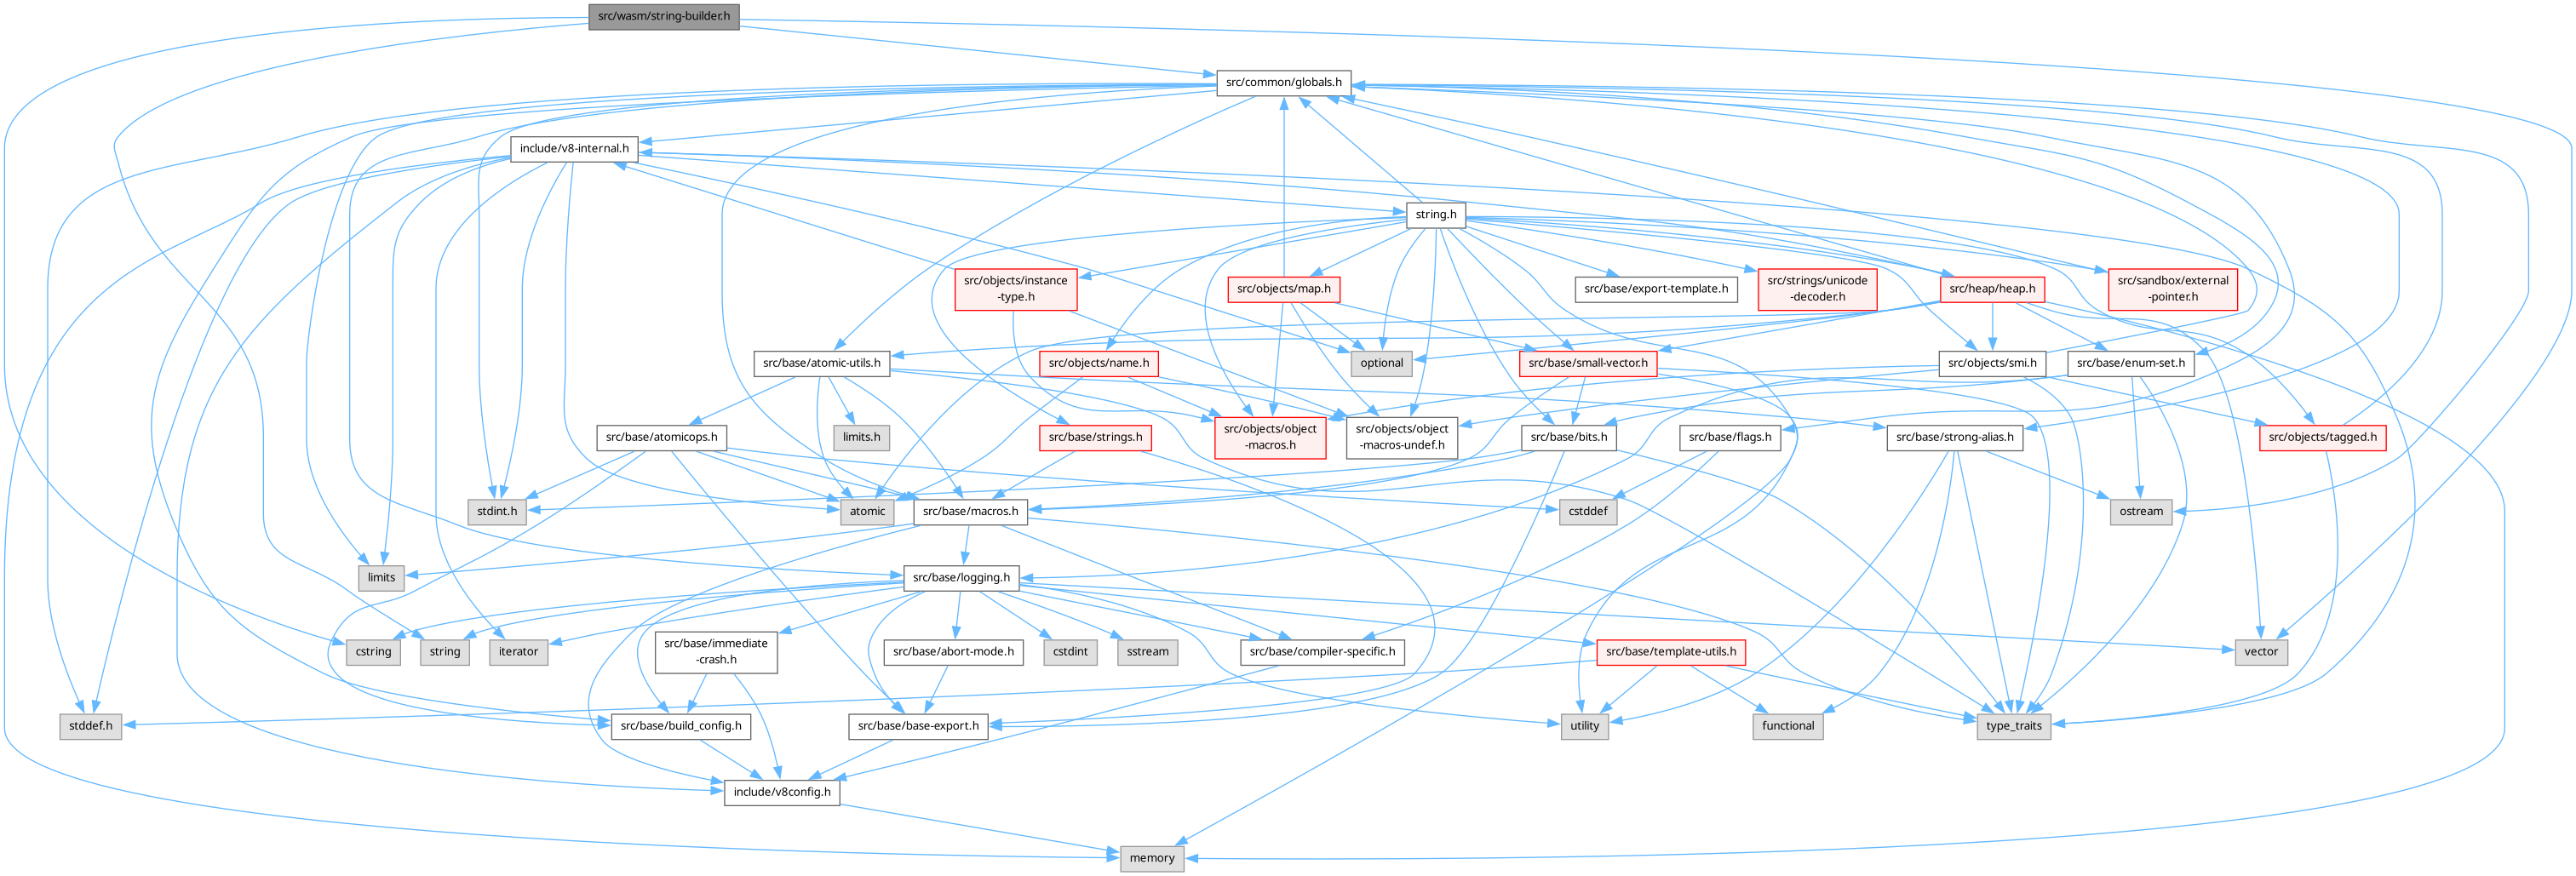 src/wasm/string-builder.h
src/common/globals.h
include/v8-internal.h
string.h
src/objects/instance
-type.h
src/objects/map.h
src/base/export-template.h
src/strings/unicode
-decoder.h
src/heap/heap.h
src/sandbox/external
-pointer.h
src/base/atomic-utils.h
src/objects/name.h
optional
src/base/small-vector.h
src/objects/smi.h
src/base/enum-set.h
src/base/atomicops.h
limits.h
src/base/strings.h
src/objects/object
-macros.h
src/objects/object
-macros-undef.h
src/base/bits.h
src/base/flags.h
src/base/strong-alias.h
src/objects/tagged.h
stdint.h
atomic
src/base/macros.h
cstddef
ostream
limits
src/base/logging.h
cstring
string
iterator
src/base/immediate
-crash.h
src/base/abort-mode.h
cstdint
sstream
src/base/compiler-specific.h
src/base/template-utils.h
vector
stddef.h
src/base/build_config.h
src/base/base-export.h
utility
functional
type_traits
include/v8config.h
memory